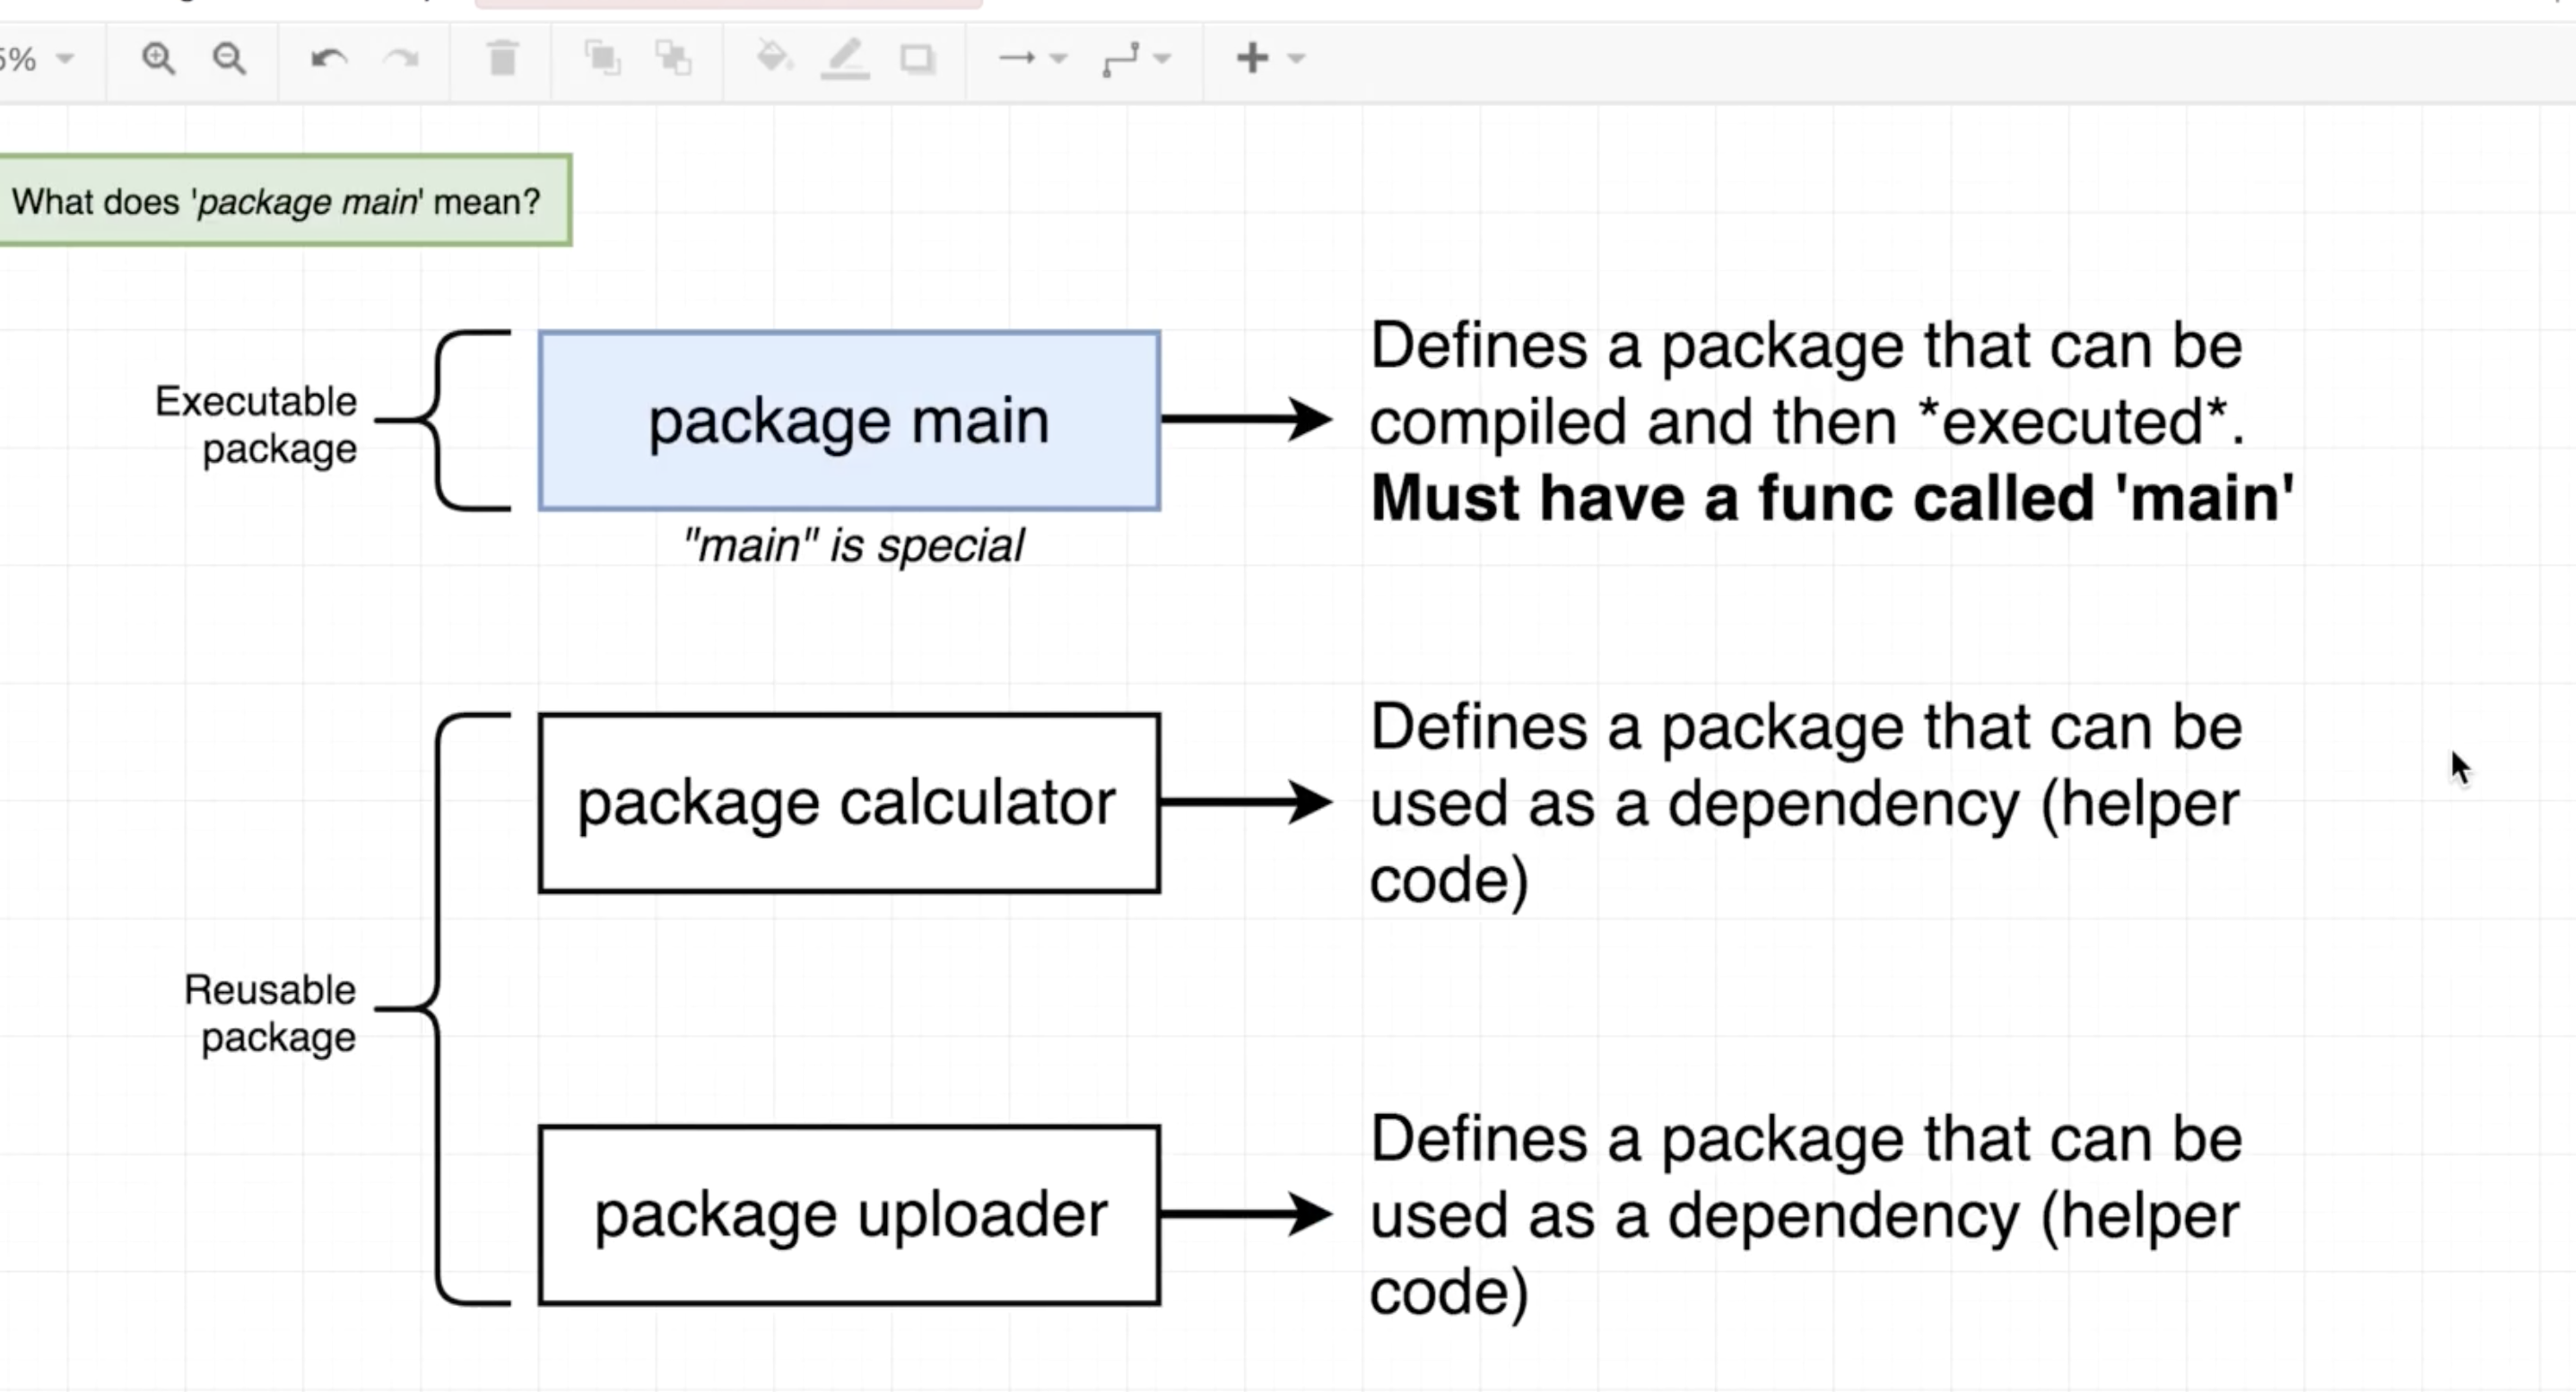 What does 'package main' mean?
Executable
package
package main
"main" is special
Defines a package that can be
compiled and then *executed*.
Must have a func called 'main'
Reusable
package
package calculator
Defines a package that can be
used as a dependency (helper
code)
package uploader
Defines a package that can be
used as a dependency (helper
code)